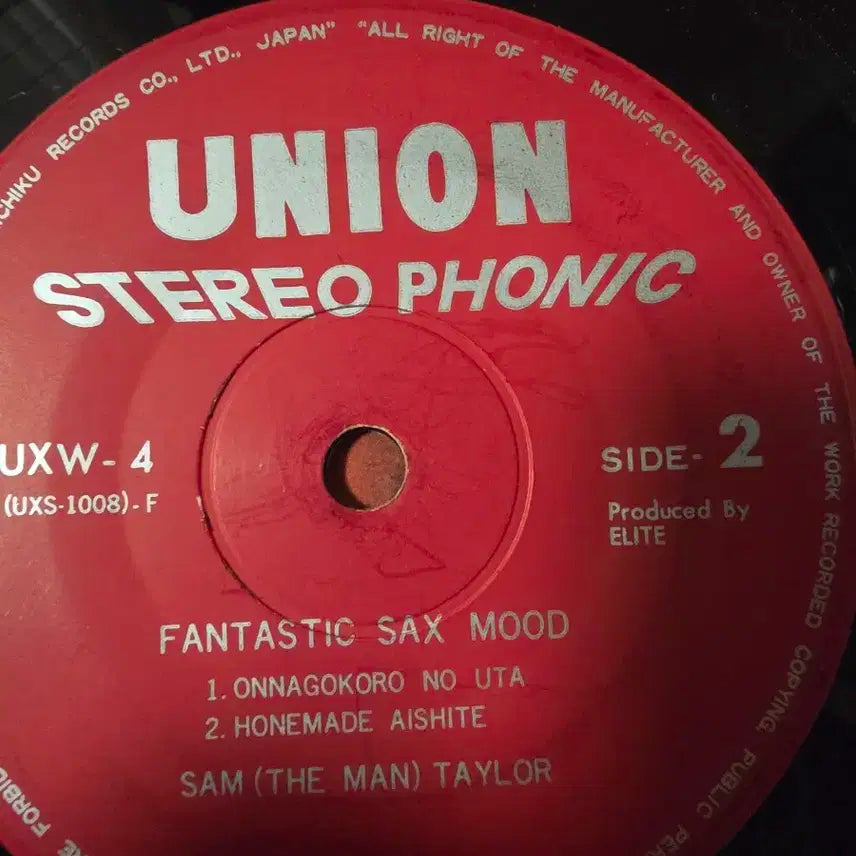 CHIKU RECORDS CO., LTD., JAPAN" "ALL RIGHT OF THE MANUFACTURER AND OWNER OF THE WORK RECORDED COPYING, PUBLIC
UNION
STEREO PHONIC
UXW-4
(UXS-1008)-F
SIDE-2
Produced By
ELITE
FANTASTIC SAX MOOD
1. ONNAGOKORO NO UTA
2. HONEMADE AISHITE
SAM (THE MAN) TAYLOR